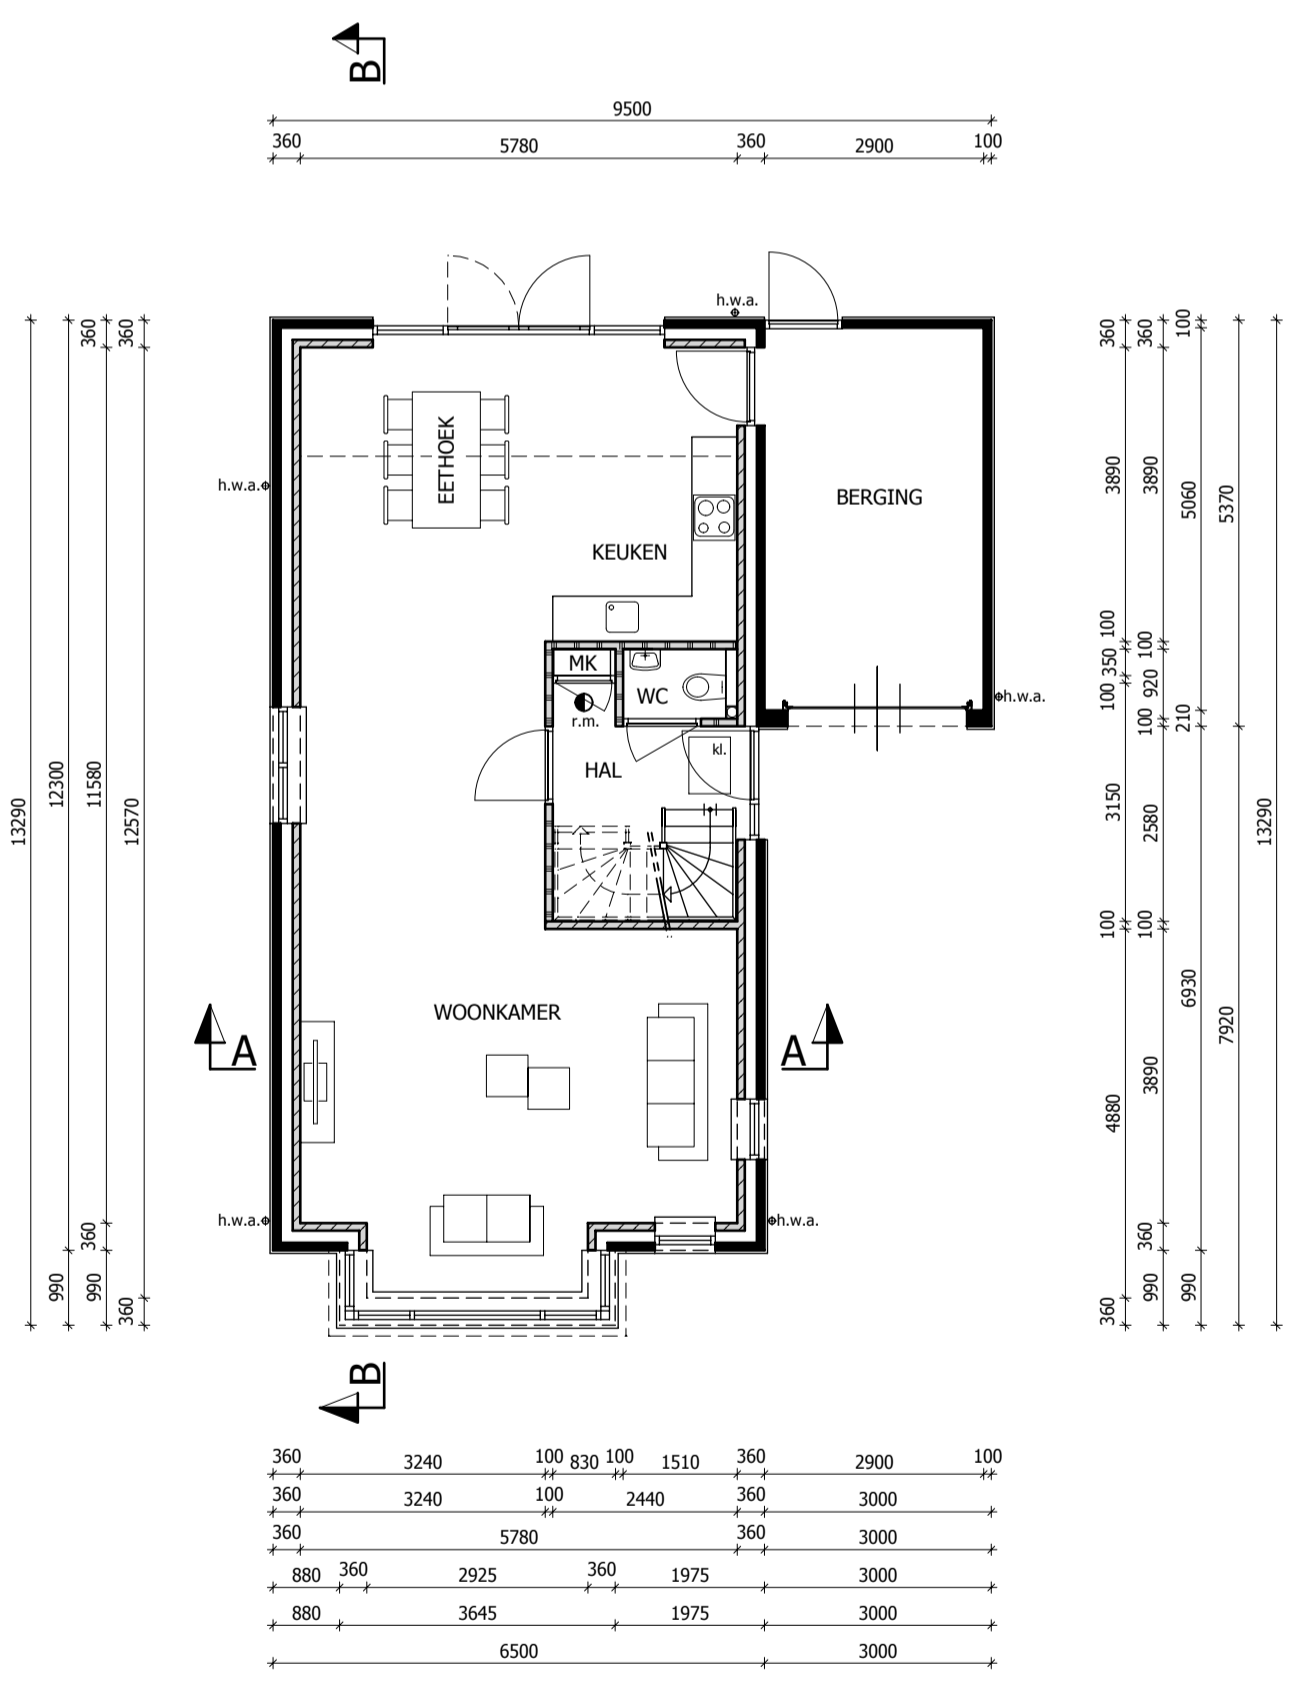 B
9500
360 5780 360 2900 100
h.w.a.
360 360 360 360 100
EETHOEK
h.w.a.
BERGING
3890 3890 5060 5370
KEUKEN
100 100
MK
350 920
WC
h.w.a.
100 100 210
r.m.
kl.
HAL
13290 12300 11580 12570
3150 2580 13290
100 100
6930 7920
WOONKAMER
A A
4880 3890
h.w.a. h.w.a.
360 360
990 990 360
360 990 990
B
360 3240 100 830 100 1510 360 2900 100
360 3240 100 2440 360 3000
360 5780 360 3000
880 360 2925 360 1975 3000
880 3645 1975 3000
6500 3000